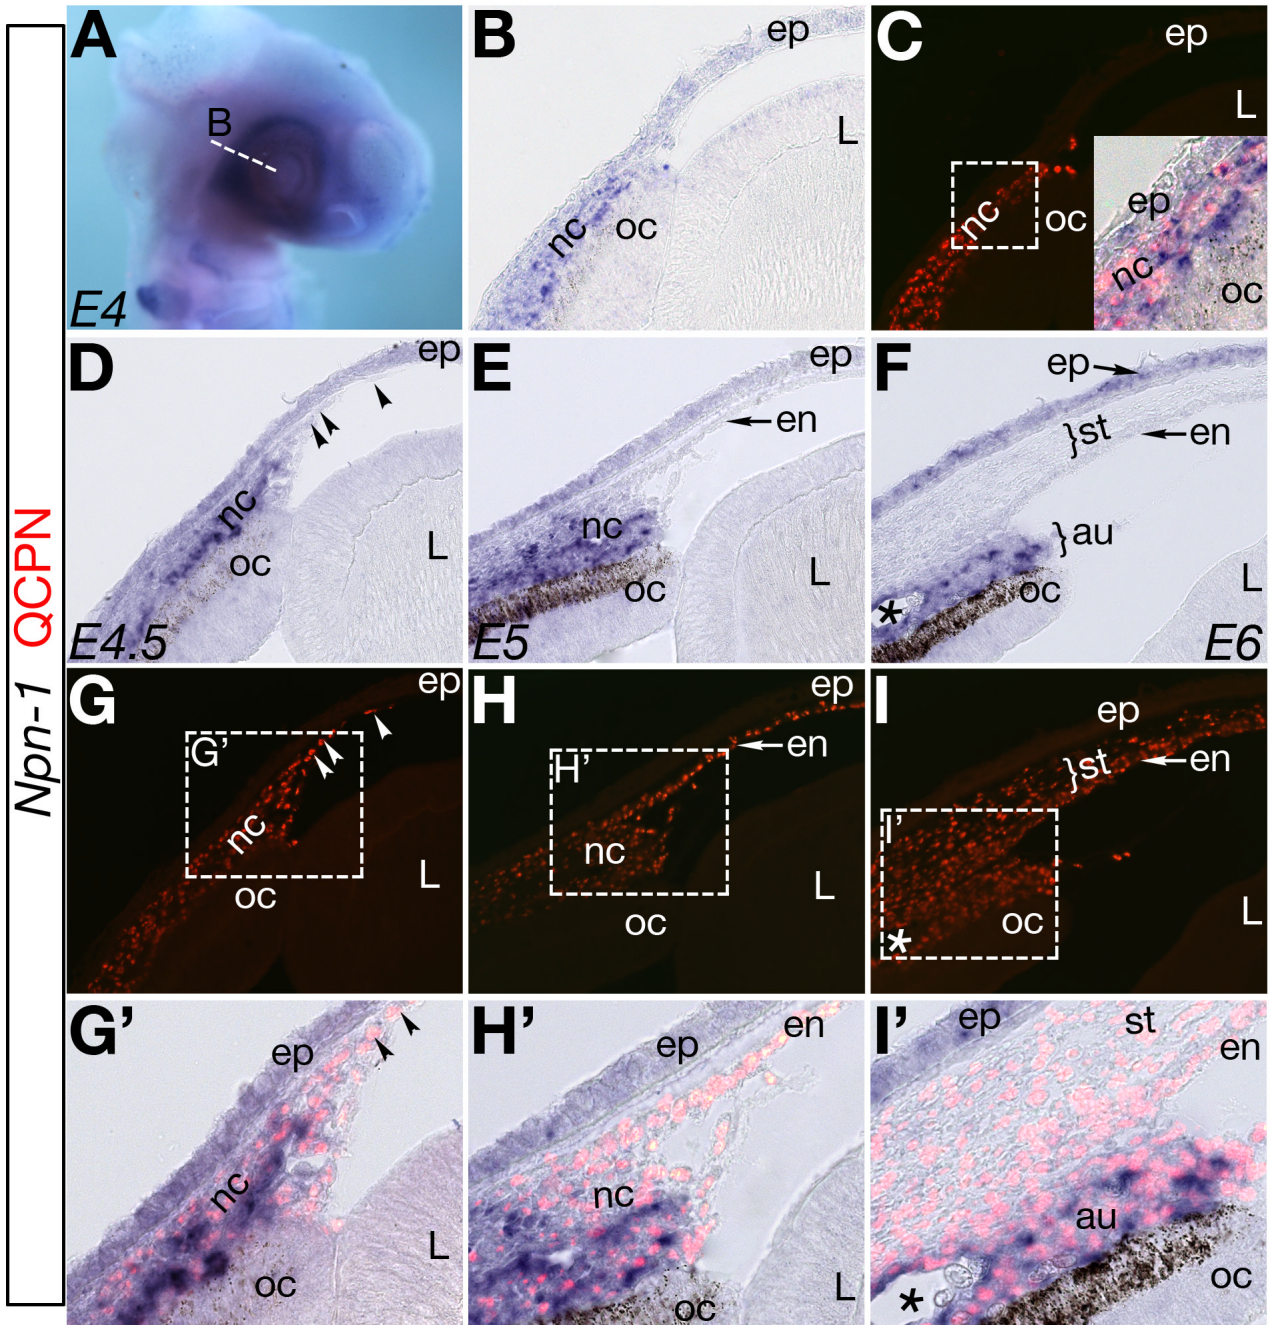 Npn-1 QCPN
A
B
E4
B
ep
L
nc
oc
C
ep
L
nc
oc
ep
nc
oc
D
ep
nc
oc
L
E4.5
E
ep
en
nc
oc
L
E5
F
ep
}st
en
}au
oc
L
*
E6
G
ep
G’
nc
oc
L
H
ep
en
H’
nc
oc
L
I
ep
}st
en
I’
oc
L
*
G’
ep
nc
oc
L
H’
en
ep
nc
oc
L
I’
ep
st
en
au
oc
*